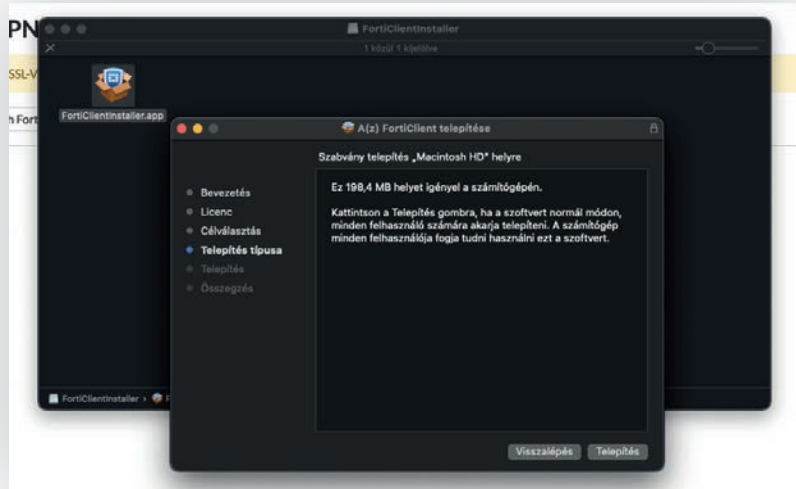 PN
FortiClientInstaller
1 közül 1 kijelölve
SSL-V
FortiClientInstaller.app
h Fort
A(z) FortiClient telepítése
Szabvány telepítés „Macintosh HD” helyre
Bevezetés
Licenc
Célválasztás
Telepítés típusa
Telepítés
Összegzés
Ez 198,4 MB helyet igényel a számítógépén.
Kattintson a Telepítés gombra, ha a szoftvert normál módon,
minden felhasználó számára akarja telepíteni. A számítógép
minden felhasználója fogja tudni használni ezt a szoftvert.
FortiClientInstaller › F
Visszalépés
Telepítés